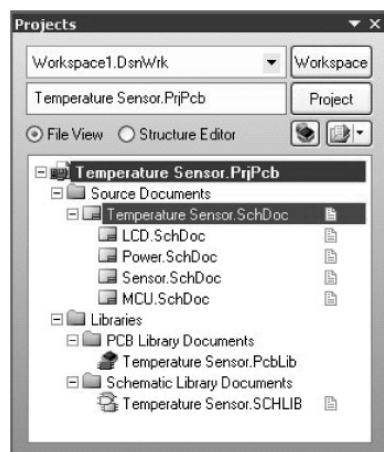 Projects
Workspace1.DsnWrk
Workspace
Temperature Sensor.PrjPcb
Project
File View
Structure Editor
Temperature Sensor.PrjPcb
Source Documents
Temperature Sensor.SchDoc
LCD.SchDoc
Power.SchDoc
Sensor.SchDoc
MCU.SchDoc
Libraries
PCB Library Documents
Temperature Sensor.PcbLib
Schematic Library Documents
Temperature Sensor.SCHLIB